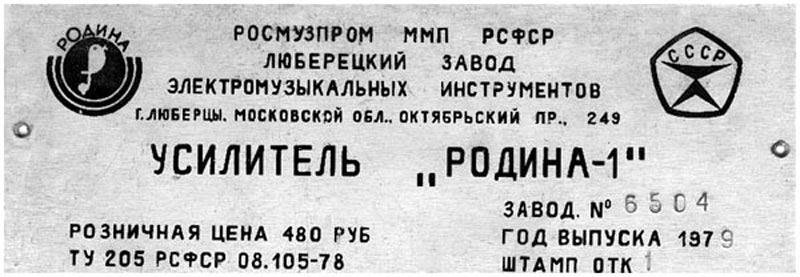 РОДИНА
РОСМУЗПРОМ ММП РСФСР
ЛЮБЕРЕЦКИЙ ЗАВОД
ЭЛЕКТРОМУЗЫКАЛЬНЫХ ИНСТРУМЕНТОВ
Г.ЛЮБЕРЦЫ, МОСКОВСКОЙ ОБЛ., ОКТЯБРЬСКИЙ ПР., 249
СССР
УСИЛИТЕЛЬ „РОДИНА-1"
РОЗНИЧНАЯ ЦЕНА 480 РУБ
ТУ 205 РСФСР 08.105-78
ЗАВОД. № 6504
ГОД ВЫПУСКА 1979
ШТАМП ОТК 1